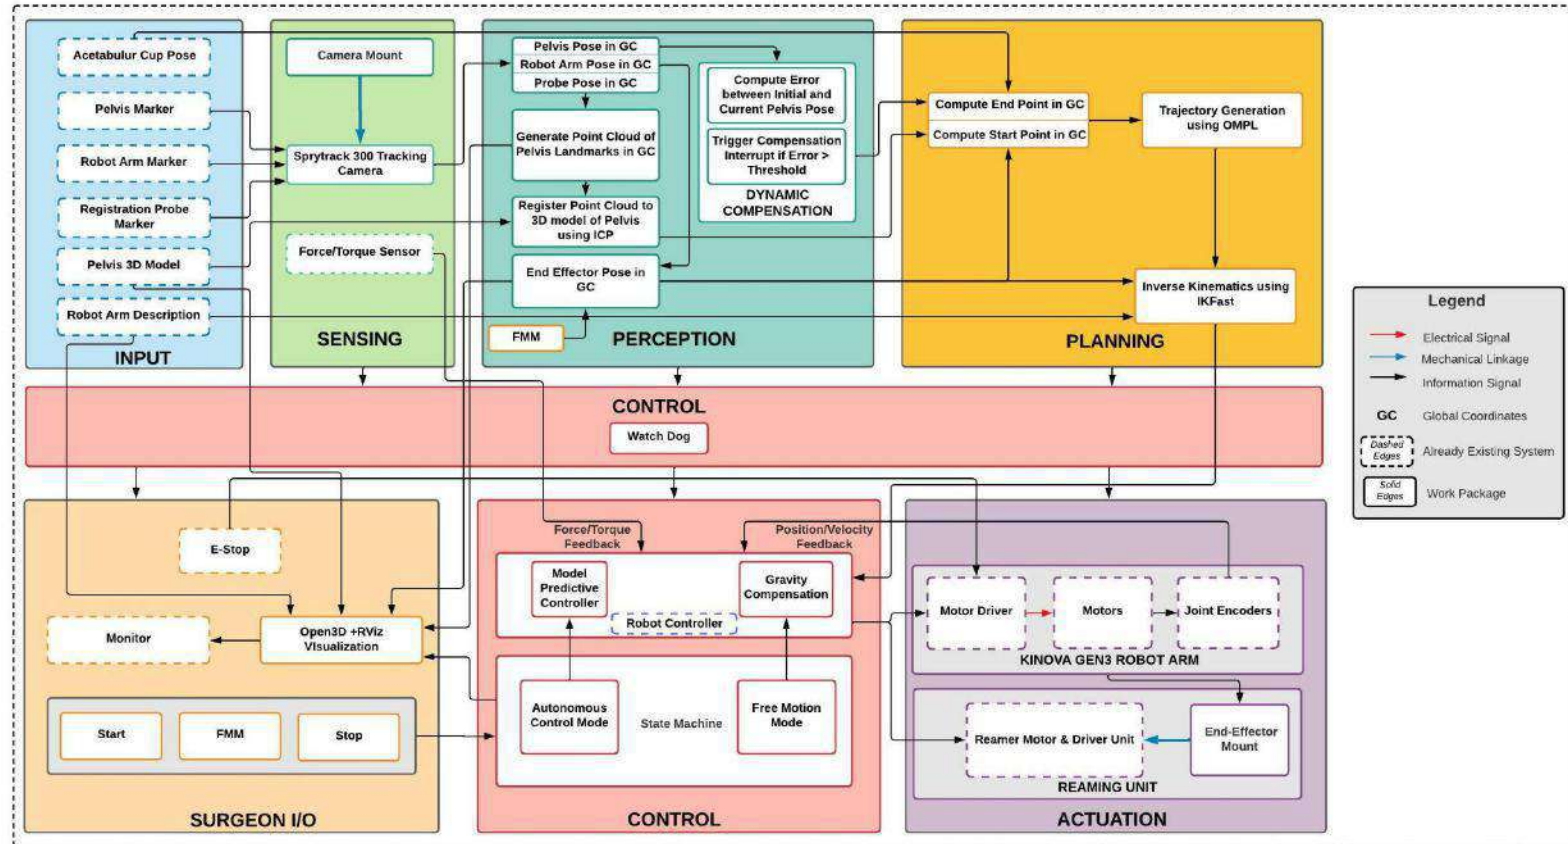 Acetabulur Cup Pose
Pelvis Marker
Robot Arm Marker
Registration Probe
Marker
Pelvis 3D Model
Robot Arm Description
INPUT
Camera Mount
Sprytrack 300 Tracking
Camera
Force/Torque Sensor
SENSING
Pelvis Pose in GC
Robot Arm Pose in GC
Probe Pose in GC
Generate Point Cloud of
Pelvis Landmarks in GC
Register Point Cloud to
3D model of Pelvis
using ICP
End Effector Pose in
GC
FMM
PERCEPTION
Compute Error
between Initial and
Current Pelvis Pose
Trigger Compensation
Interrupt if Error >
Threshold
DYNAMIC
COMPENSATION
Compute End Point in GC
Compute Start Point in GC
Trajectory Generation
using OMPL
Inverse Kinematics using
IKFast
PLANNING
Legend
Electrical Signal
Mechanical Linkage
Information Signal
GC
Global Coordinates
Dashed
Edges
Already Existing System
Solid
Edges
Work Package
CONTROL
Watch Dog
E-Stop
Monitor
Open3D +RViz
Visualization
Start
FMM
Stop
SURGEON I/O
Force/Torque
Feedback
Position/Velocity
Feedback
Model
Predictive
Controller
Gravity
Compensation
Robot Controller
Autonomous
Control Mode
State Machine
Free Motion
Mode
CONTROL
Motor Driver
Motors
Joint Encoders
KINOVA GEN3 ROBOT ARM
Reamer Motor & Driver Unit
End-Effector
Mount
REAMING UNIT
ACTUATION